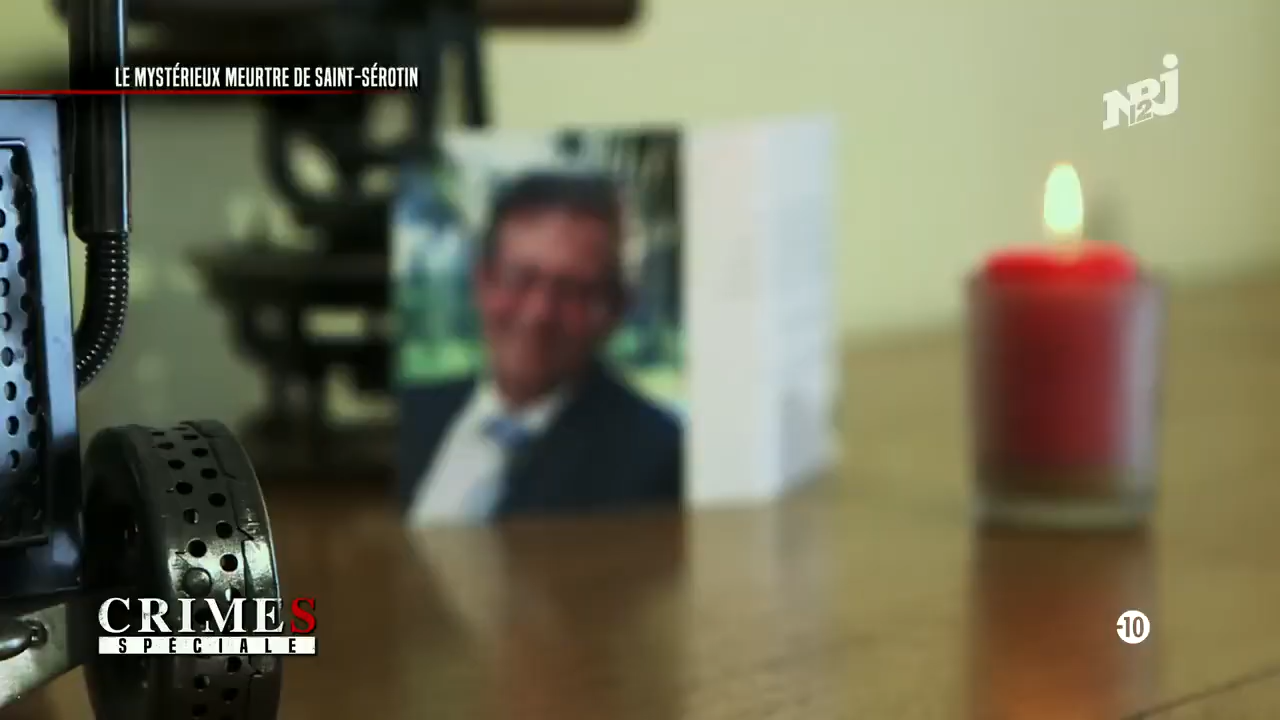 LE MYSTÉRIEUX MEURTRE DE SAINT-SÉROTIN
NRJ
12
CRIMES
SPÉCIALE
-10